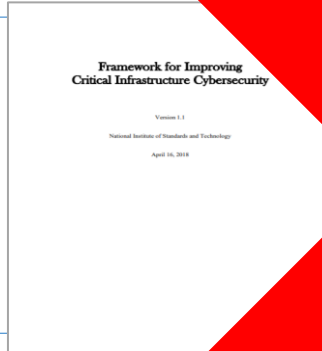 Framework for Improving
Critical Infrastructure Cybersecurity
Version 1.1
National Institute of Standards and Technology
April 16, 2018